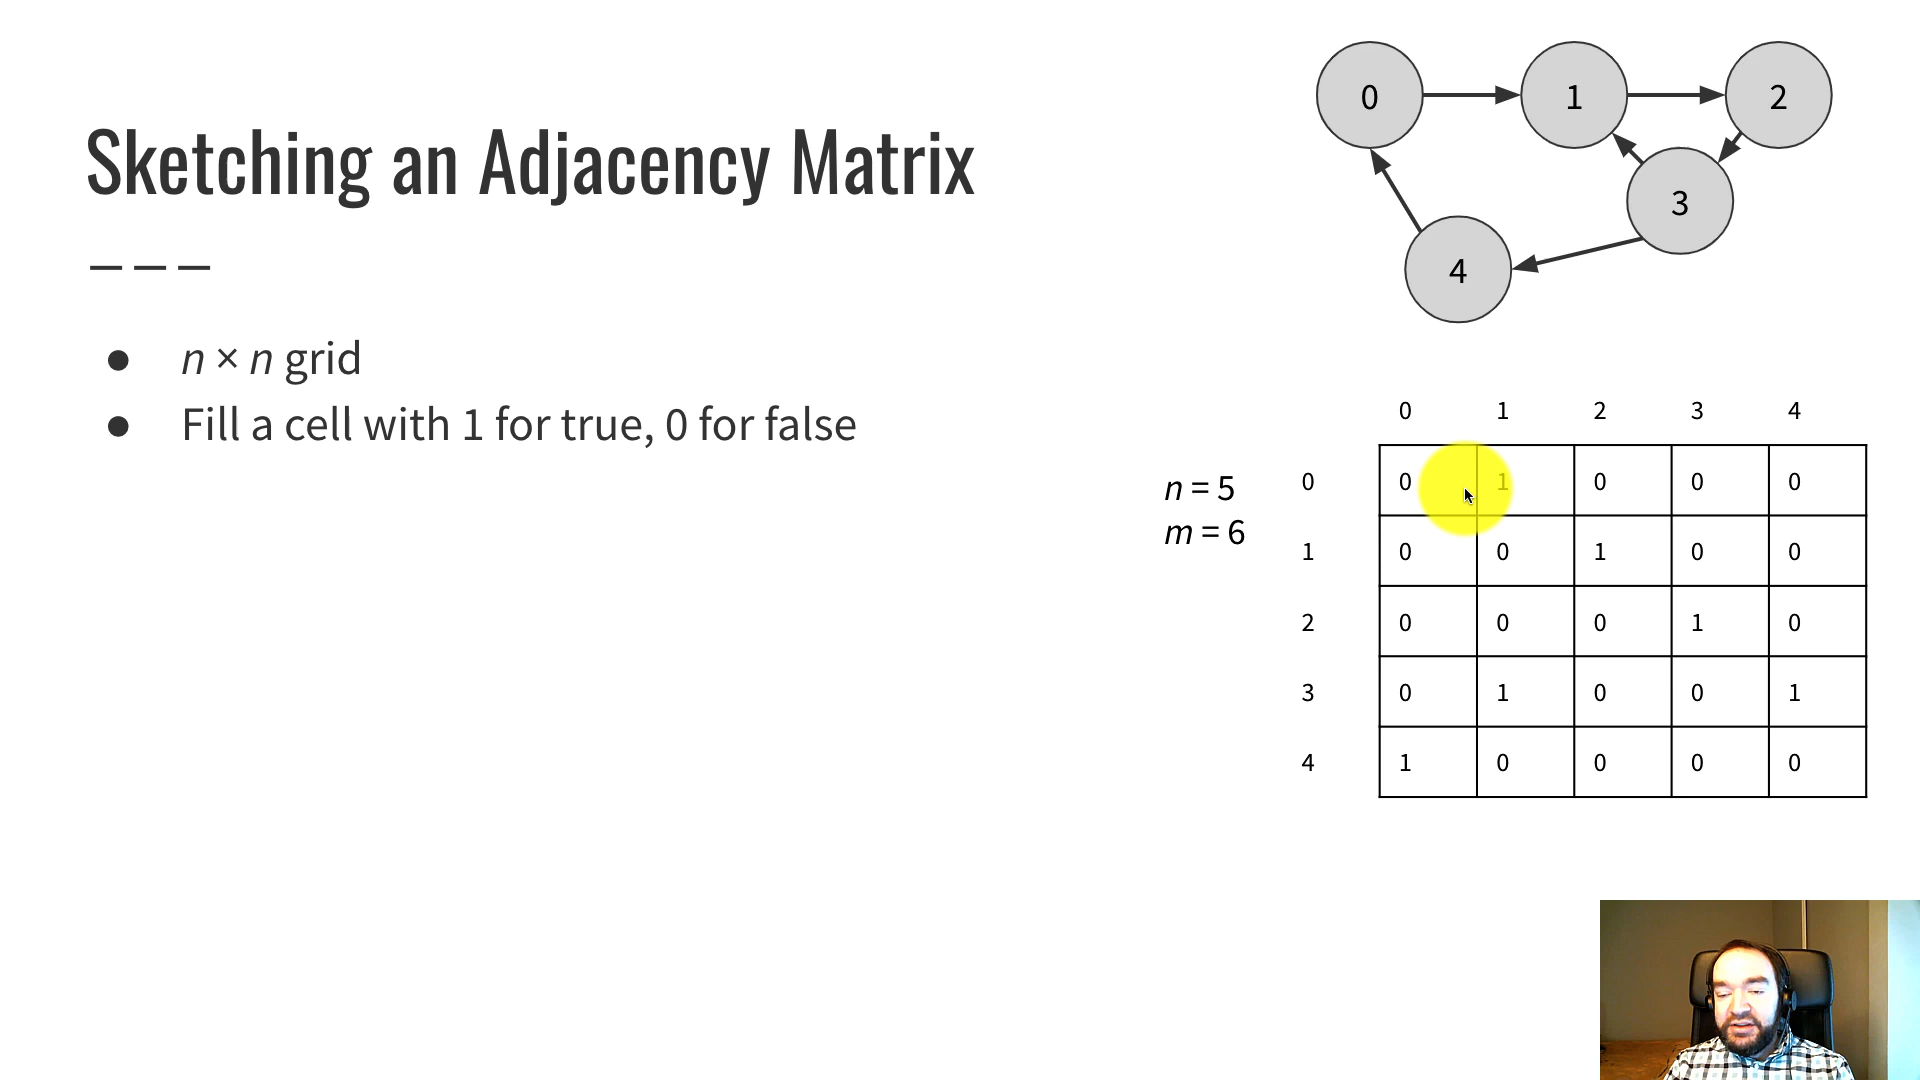 Sketching an Adjacency Matrix
● n × n grid
● Fill a cell with 1 for true, 0 for false
0 1 2
3
4
n = 5
m = 6
0 1 2 3 4
0 0 1 0 0 0
1 0 0 1 0 0
2 0 0 0 1 0
3 0 1 0 0 1
4 1 0 0 0 0